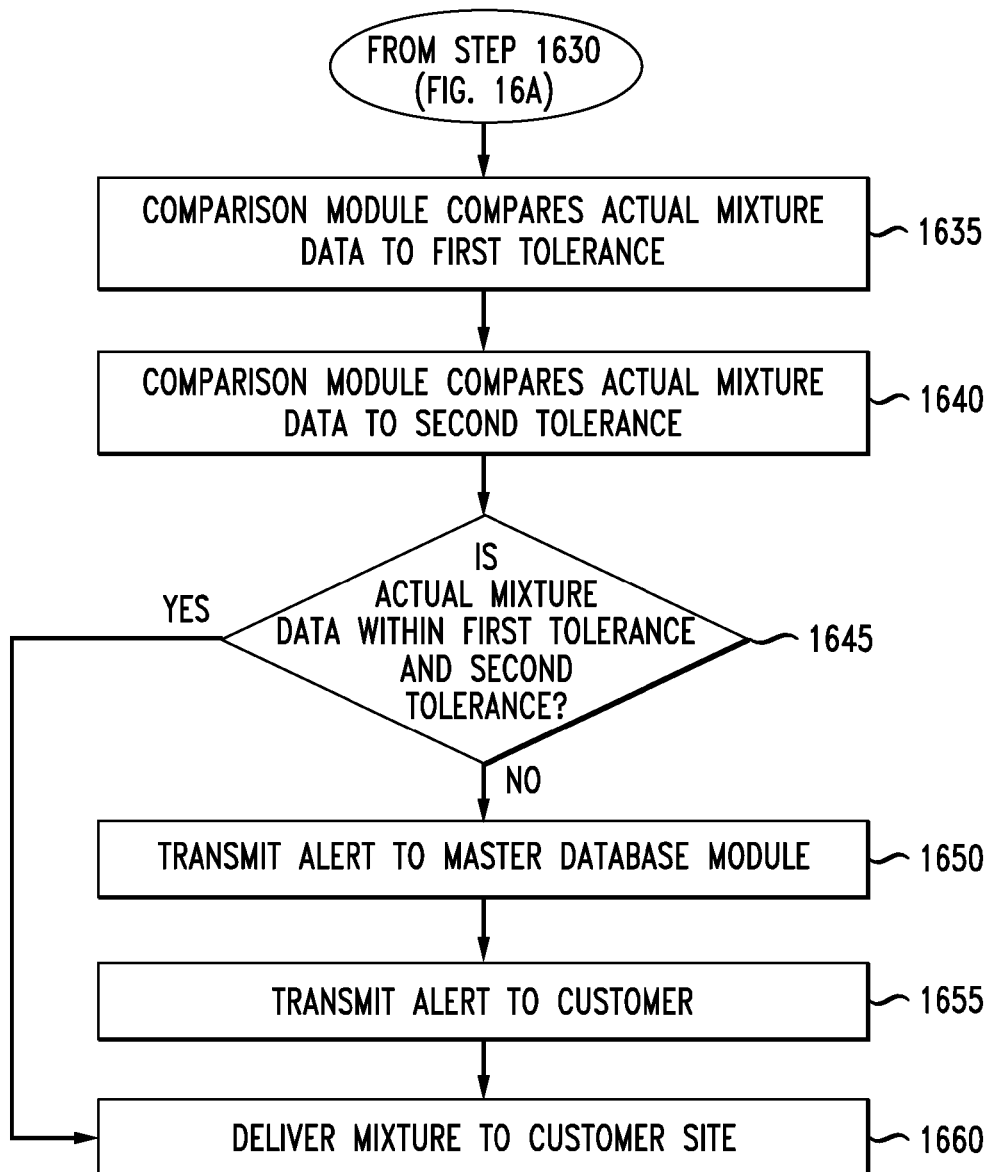 FROM STEP 1630
(FIG. 16A)
COMPARISON MODULE COMPARES ACTUAL MIXTURE
DATA TO FIRST TOLERANCE
1635
COMPARISON MODULE COMPARES ACTUAL MIXTURE
DATA TO SECOND TOLERANCE
1640
IS
ACTUAL MIXTURE
DATA WITHIN FIRST TOLERANCE
AND SECOND
TOLERANCE?
1645
YES
NO
TRANSMIT ALERT TO MASTER DATABASE MODULE
1650
TRANSMIT ALERT TO CUSTOMER
1655
DELIVER MIXTURE TO CUSTOMER SITE
1660